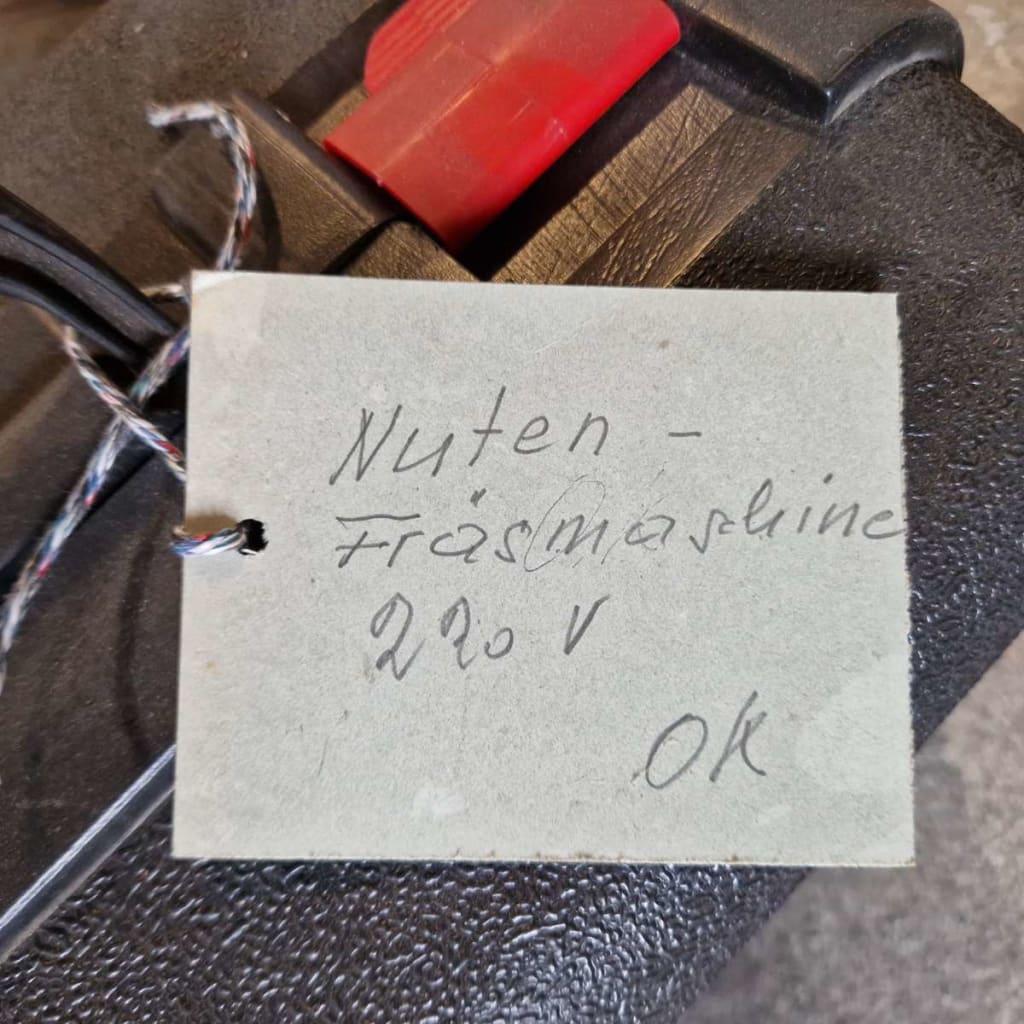 Nuten -
Fräsmaschine
220 V
OK